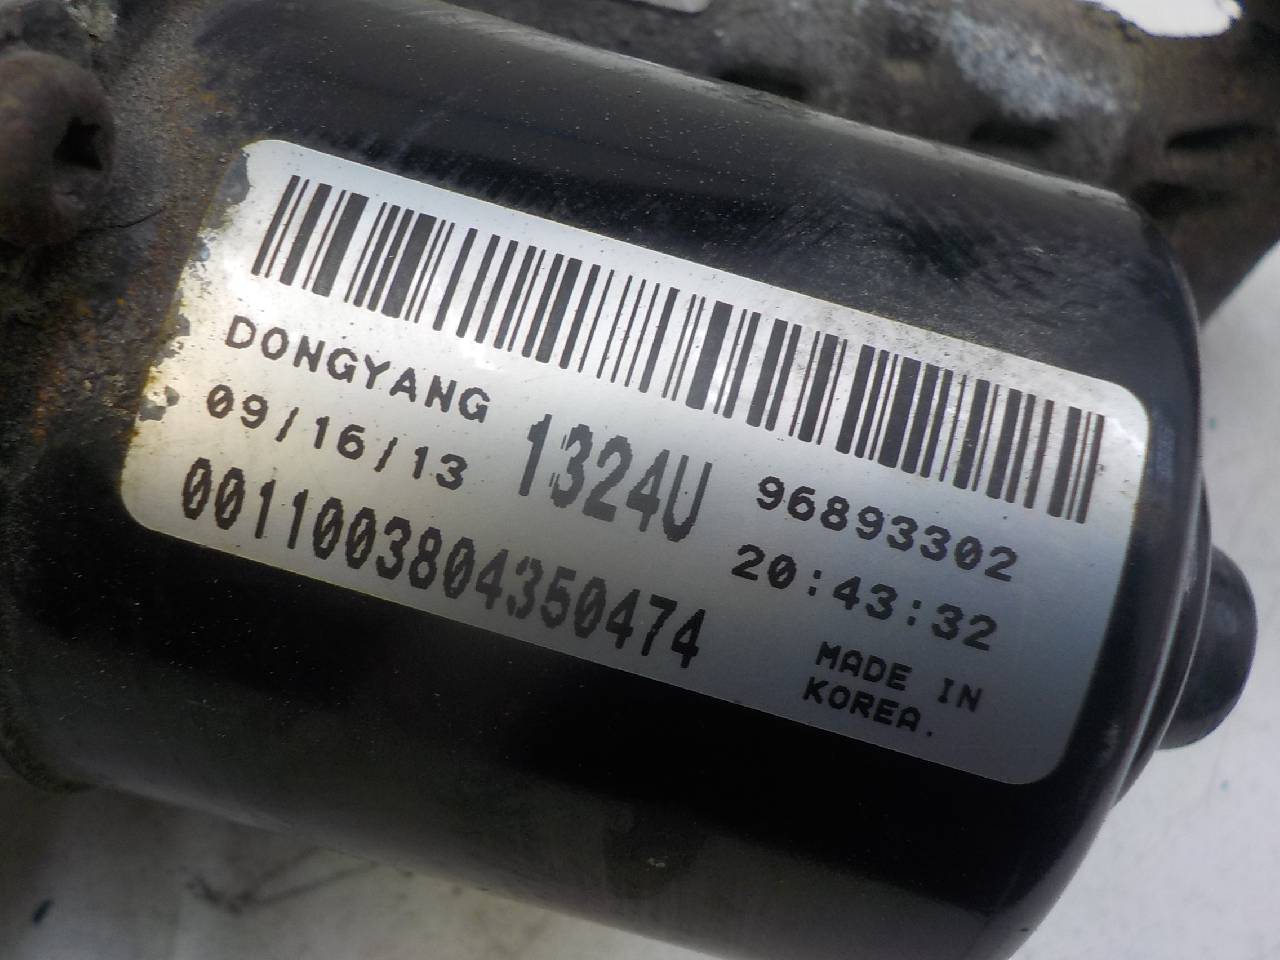 DONGYANG
09/16/13
1324U
96893302
20:43:32
0011003804350474
MADE IN
KOREA.